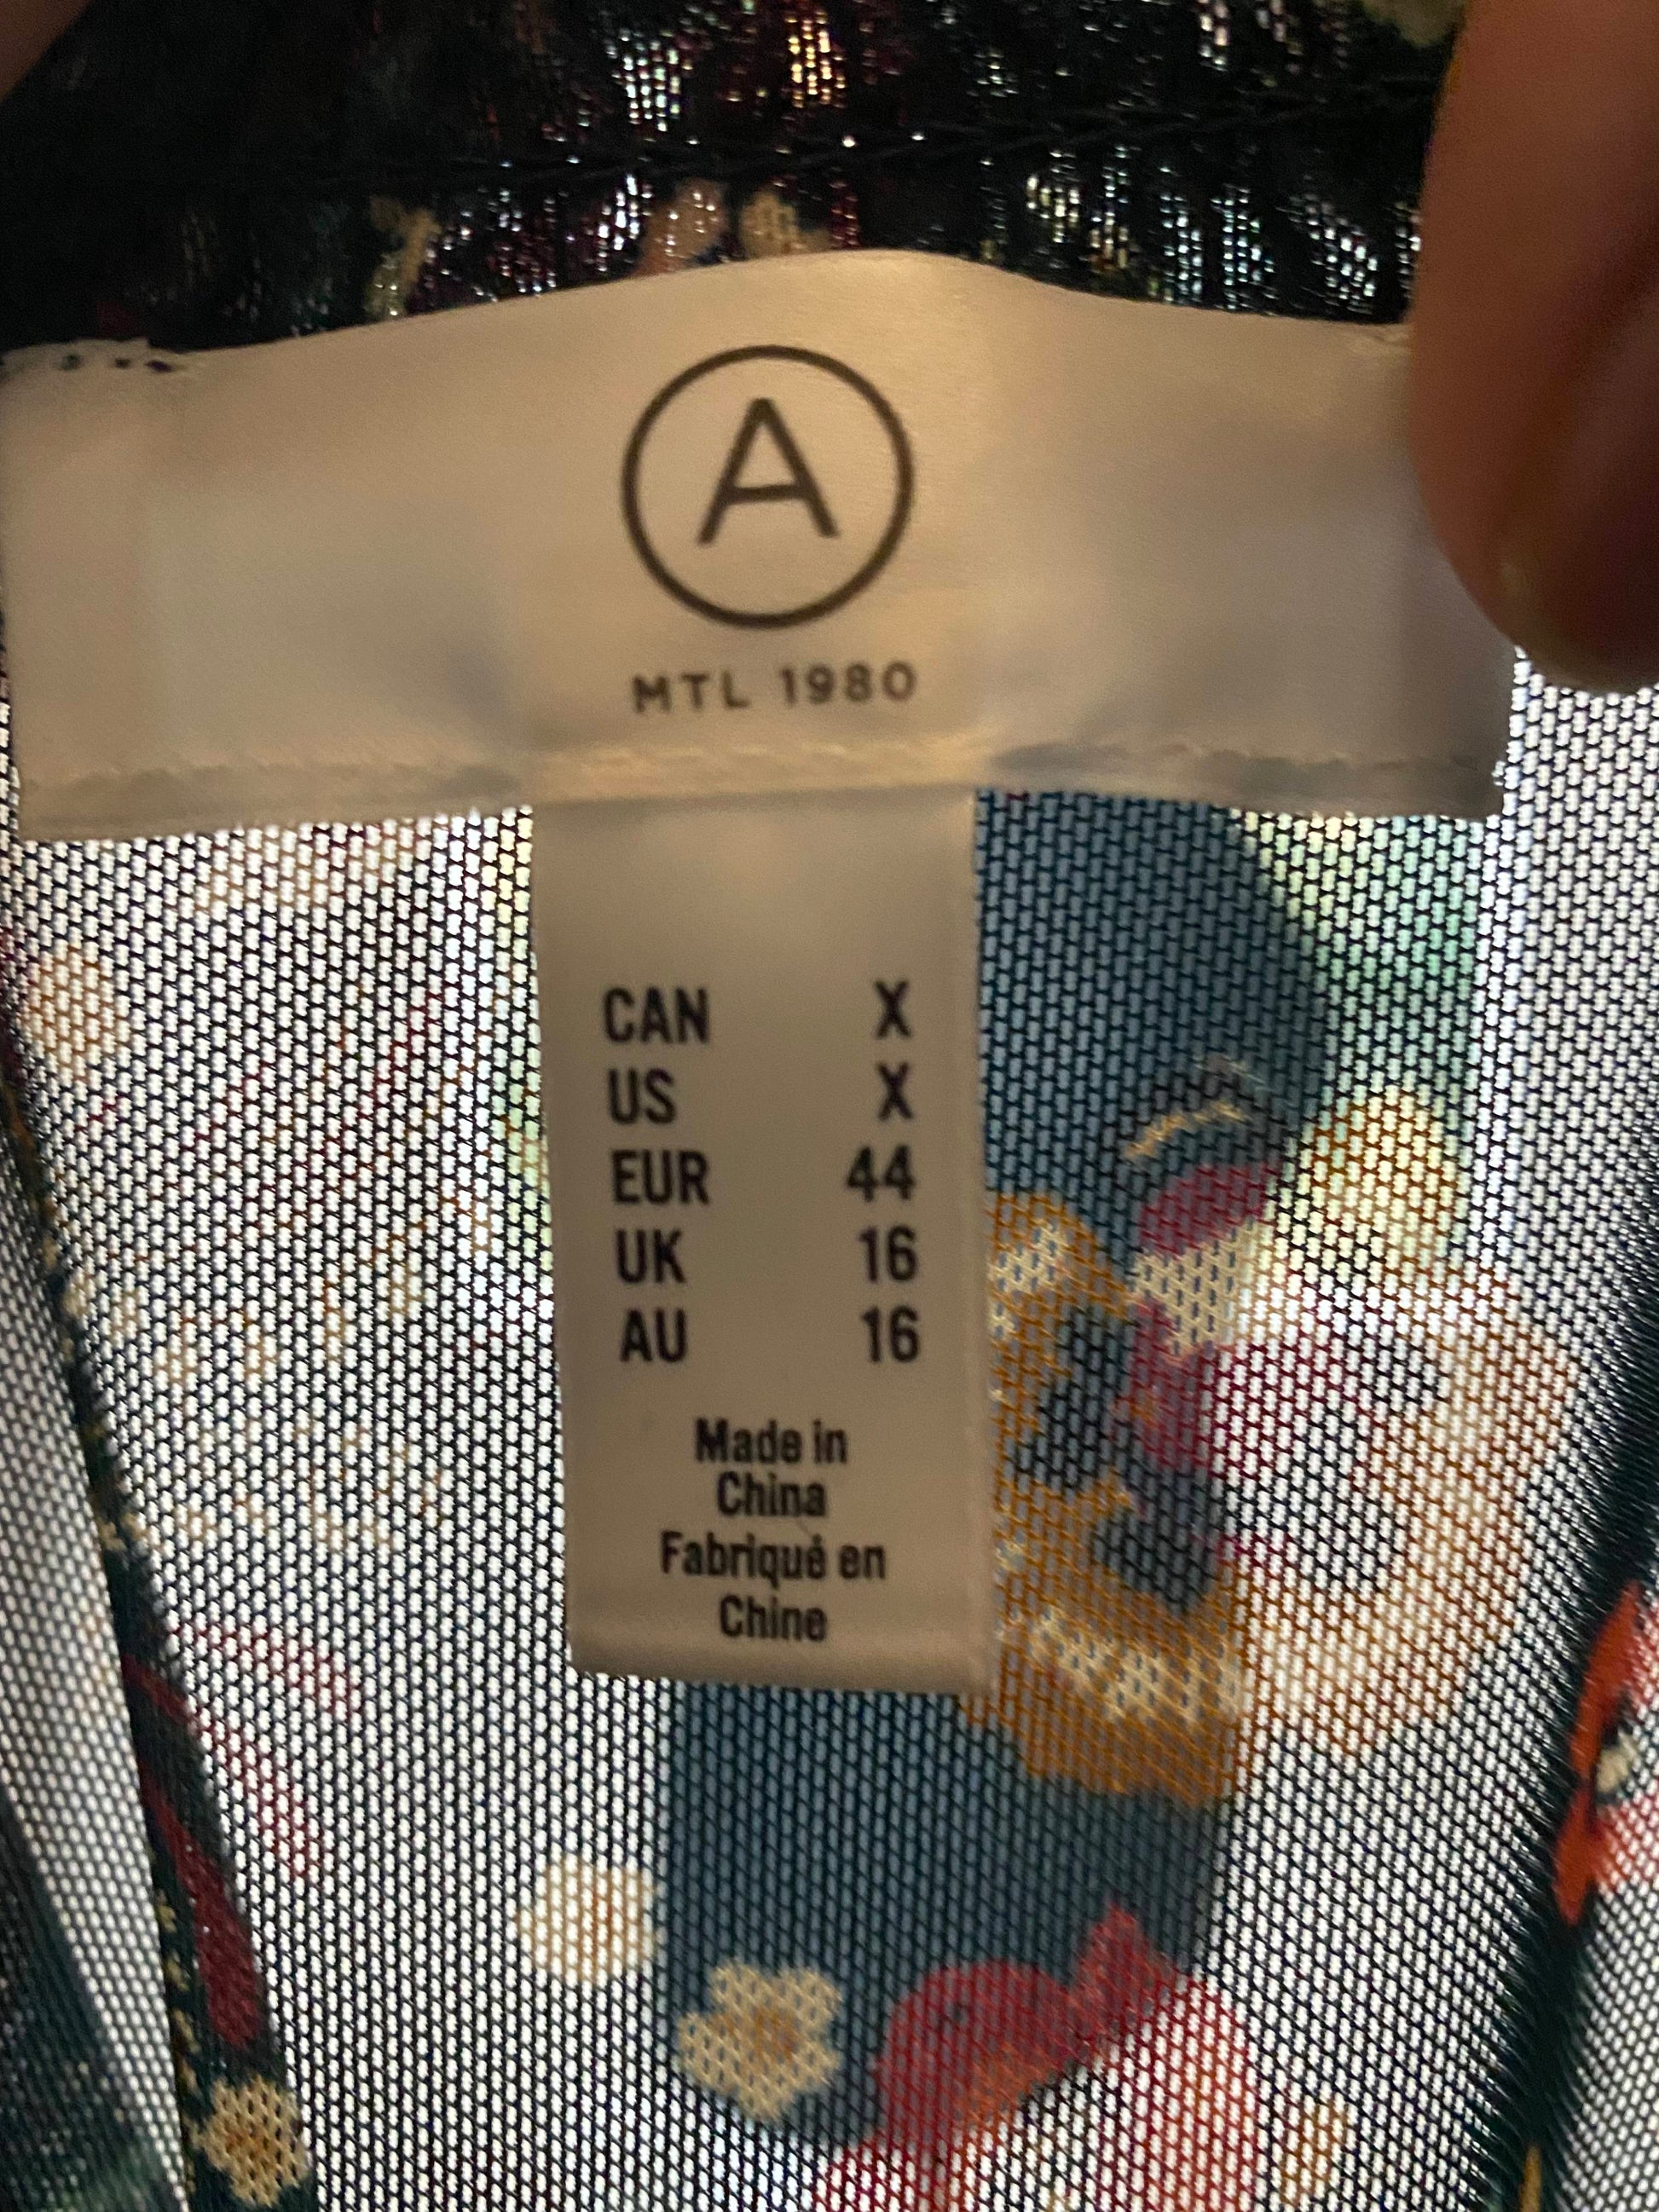 A
MTL 1980
CAN X
US X
EUR 44
UK 16
AU 16
Made in
China
Fabriqué en
Chine